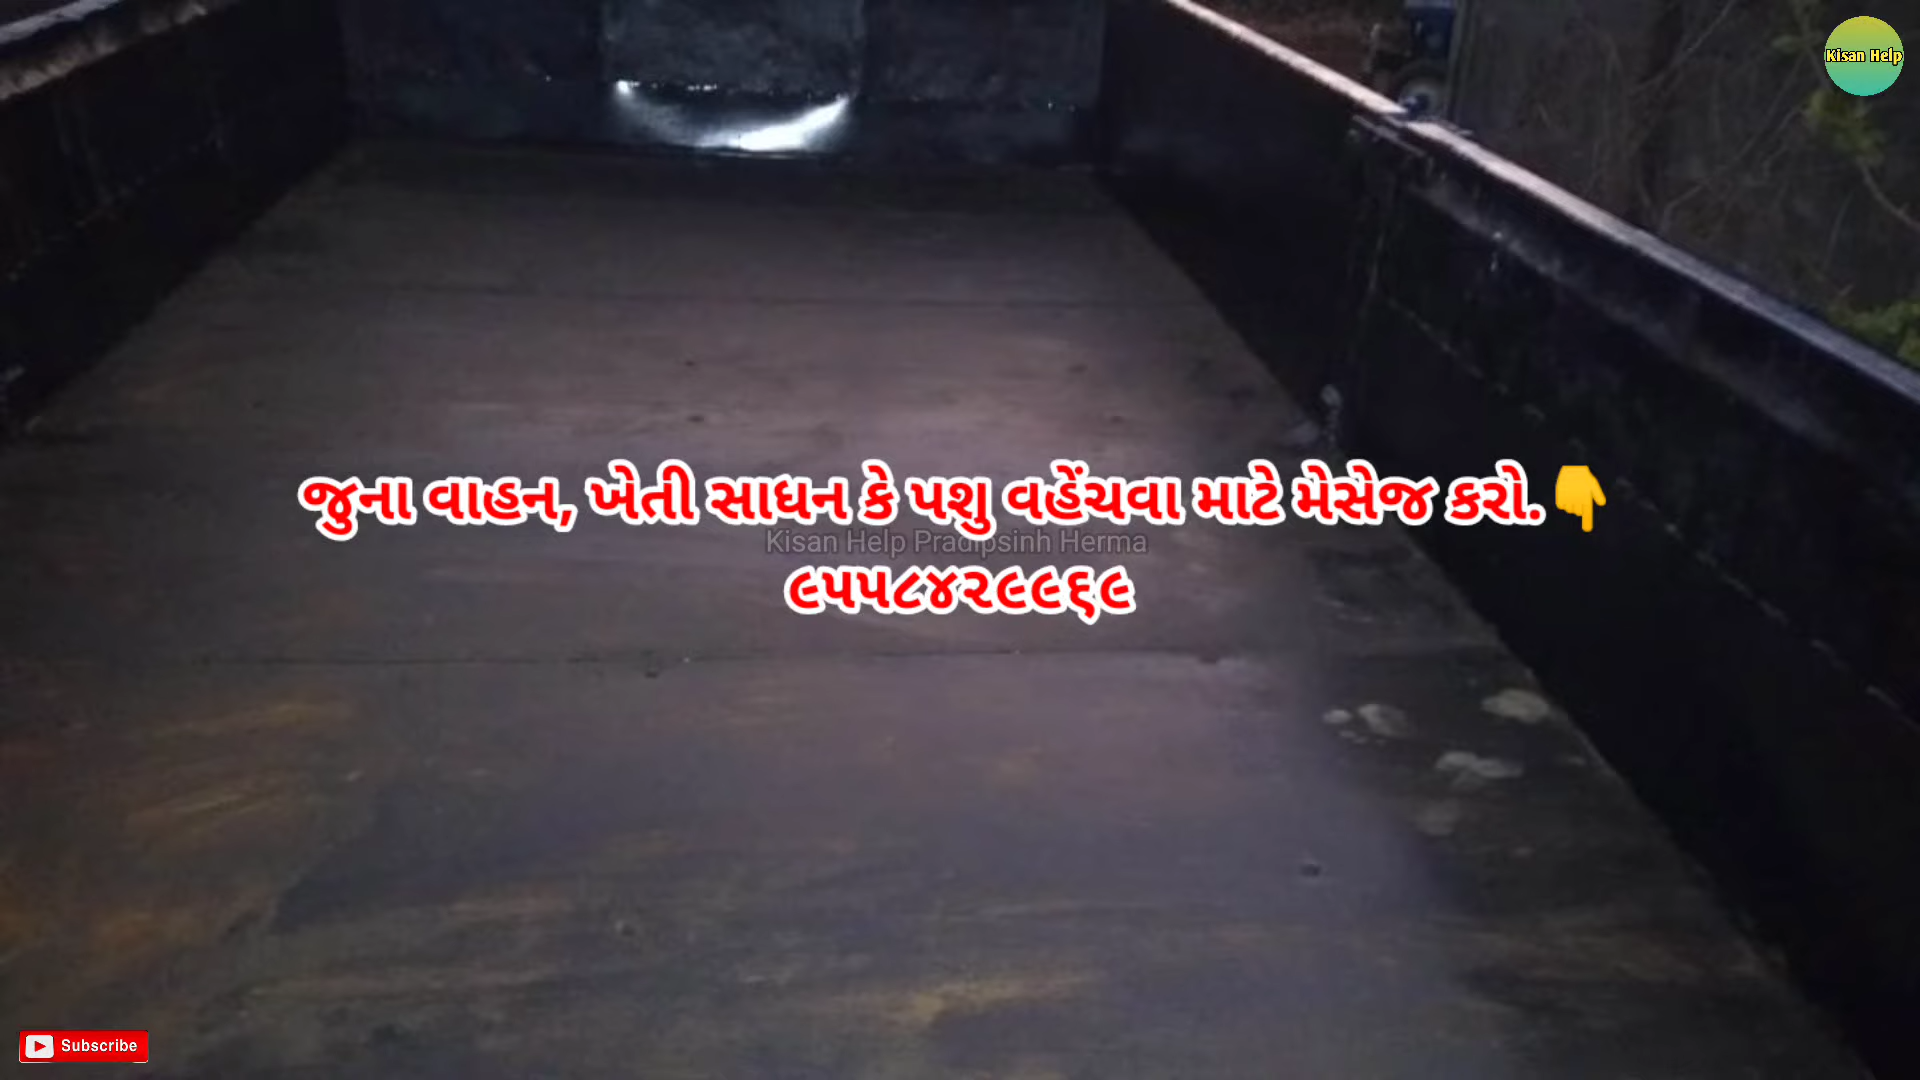 Kisan Help
જુના વાહન, ખેતી સાધન કે પશુ વહેંચવા માટે મેસેજ કરો.👇
Kisan Help Pradipsinh Herma
૯૫૫૮૪૨૯૯૬૯
Subscribe